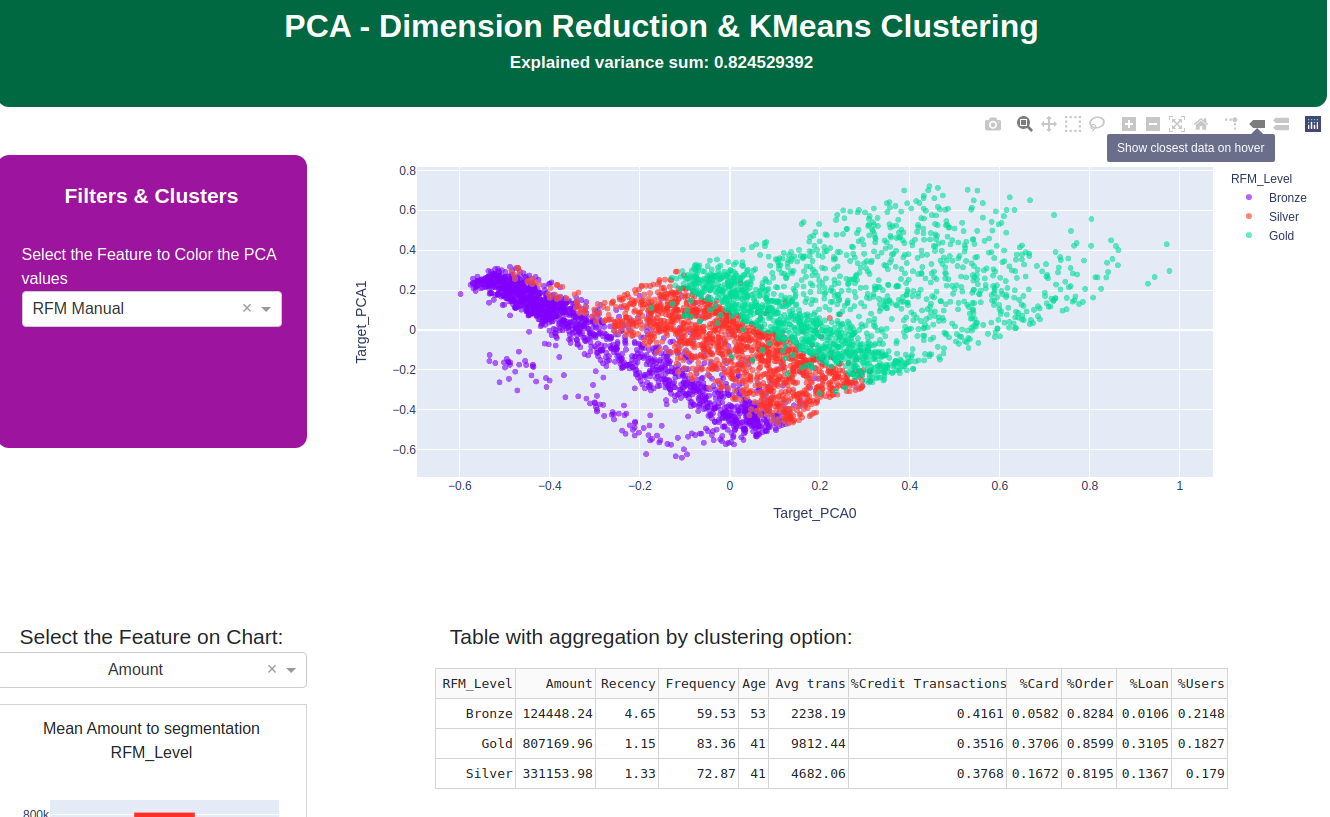 PCA - Dimension Reduction & KMeans Clustering
Explained variance sum: 0.824529392
Show closest data on hover
Filters & Clusters
Select the Feature to Color the PCA
values
RFM Manual
×
Target_PCA1
0.8
0.6
0.4
0.2
0
−0.2
−0.4
−0.6
−0.6 −0.4 −0.2 0 0.2 0.4 0.6 0.8 1
Target_PCA0
RFM_Level
Bronze
Silver
Gold
Select the Feature on Chart:
Amount ×
Mean Amount to segmentation
RFM_Level
800k
Table with aggregation by clustering option:
RFM_Level Amount Recency Frequency Age Avg trans %Credit Transactions %Card %Order %Loan %Users
Bronze 124448.24 4.65 59.53 53 2238.19 0.4161 0.0582 0.8284 0.0106 0.2148
Gold 807169.96 1.15 83.36 41 9812.44 0.3516 0.3706 0.8599 0.3105 0.1827
Silver 331153.98 1.33 72.87 41 4682.06 0.3768 0.1672 0.8195 0.1367 0.179